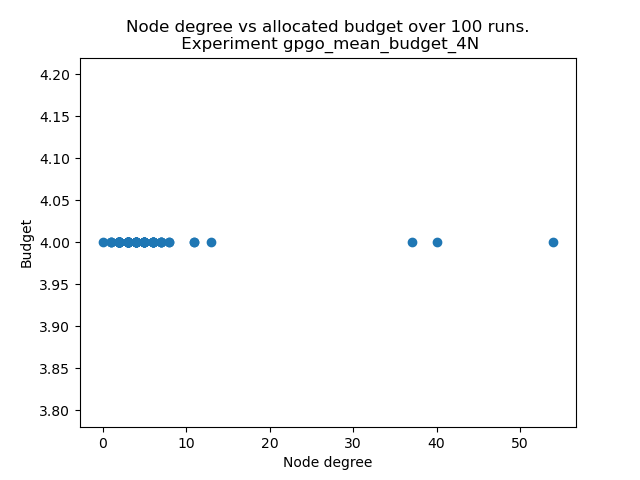 Node degree vs allocated budget over 100 runs.
Experiment gpgo_mean_budget_4N
4.20
4.15
4.10
4.05
4.00
3.95
3.90
3.85
3.80
Budget
0 10 20 30 40 50
Node degree